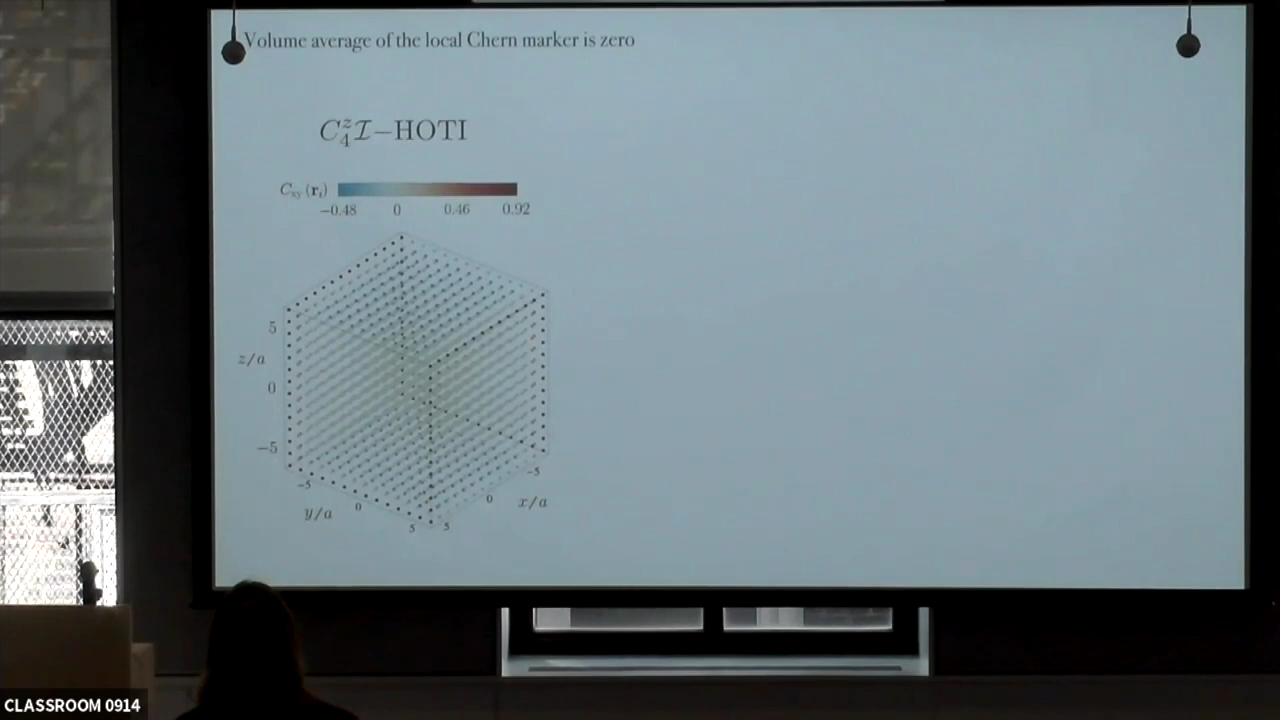 Volume average of the local Chern marker is zero
C₄ᶻℐ−HOTI
C_xy (r_i)
−0.48 0 0.46 0.92
5
z/a
0
−5
−5 0 5
y/a
5 0 −5
x/a
CLASSROOM 0914